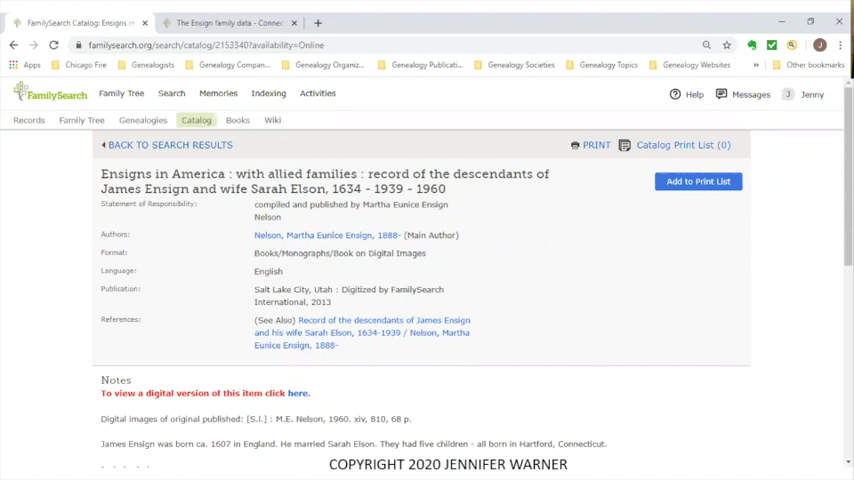 FamilySearch Catalog: Ensigns in
The Ensign family data - Connec
familysearch.org/search/catalog/2153340?availability=Online
J
Apps Chicago Fire Genealogists Genealogy Compan... Genealogy Organiz... Genealogy Publicati... Genealogy Societies Genealogy Topics Genealogy Websites » Other bookmarks
FamilySearch Family Tree Search Memories Indexing Activities Help Messages J Jenny
Records Family Tree Genealogies Catalog Books Wiki
BACK TO SEARCH RESULTS PRINT Catalog Print List (0)
Ensigns in America : with allied families : record of the descendants of
James Ensign and wife Sarah Elson, 1634 - 1939 - 1960
Add to Print List
Statement of Responsibility: compiled and published by Martha Eunice Ensign
Nelson
Authors: Nelson, Martha Eunice Ensign, 1888- (Main Author)
Format: Books/Monographs/Book on Digital Images
Language: English
Publication: Salt Lake City, Utah : Digitized by FamilySearch
International, 2013
References: (See Also) Record of the descendants of James Ensign
and his wife Sarah Elson, 1634-1939 / Nelson, Martha
Eunice Ensign, 1888-
Notes
To view a digital version of this item click here.
Digital images of original published: [S.l.] : M.E. Nelson, 1960. xiv, 810, 68 p.
James Ensign was born ca. 1607 in England. He married Sarah Elson. They had five children - all born in Hartford, Connecticut.
COPYRIGHT 2020 JENNIFER WARNER